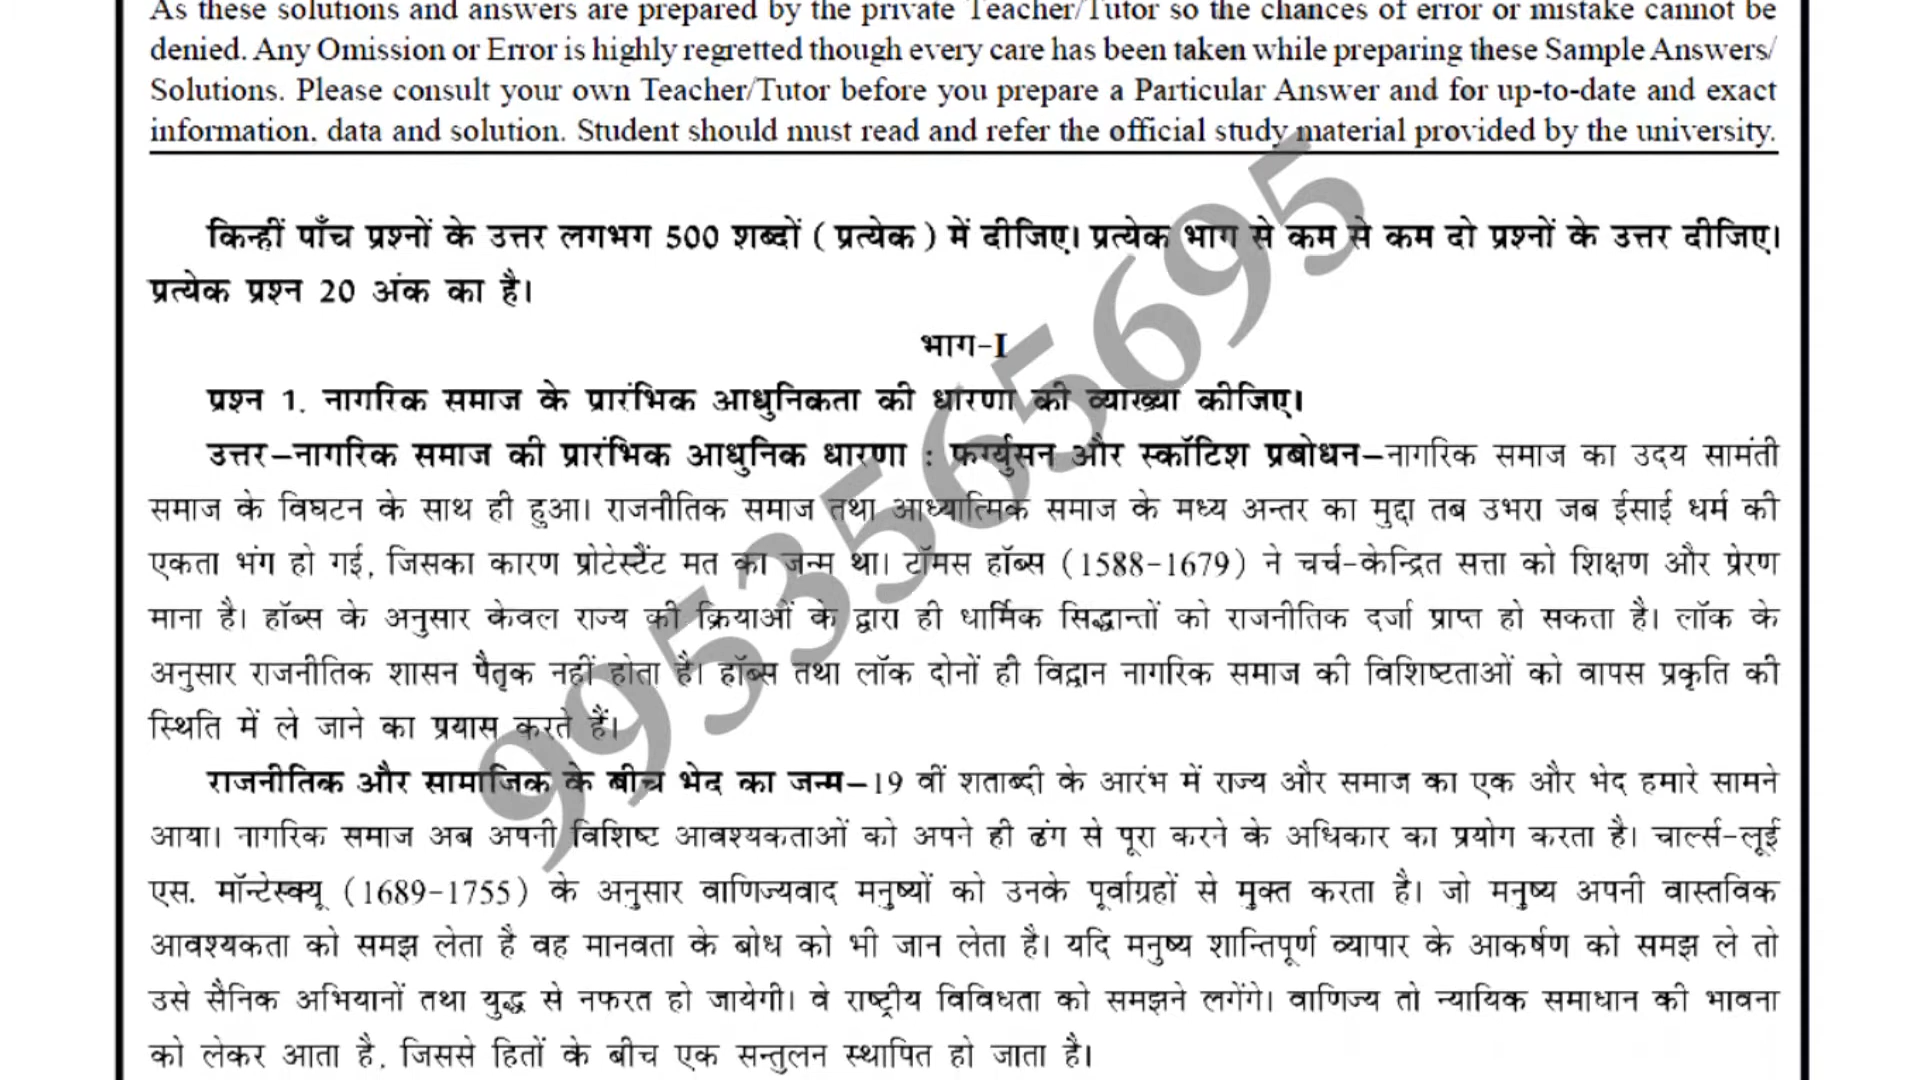 As these solutions and answers are prepared by the private Teacher/Tutor so the chances of error or mistake cannot be
denied. Any Omission or Error is highly regretted though every care has been taken while preparing these Sample Answers/
Solutions. Please consult your own Teacher/Tutor before you prepare a Particular Answer and for up-to-date and exact
information. data and solution. Student should must read and refer the official study material provided by the university.
किन्हीं पाँच प्रश्नों के उत्तर लगभग 500 शब्दों ( प्रत्येक ) में दीजिए। प्रत्येक भाग से कम से कम दो प्रश्नों के उत्तर दीजिए।
प्रत्येक प्रश्न 20 अंक का है।
भाग-I
प्रश्न 1. नागरिक समाज के प्रारंभिक आधुनिकता की धारणा की व्याख्या कीजिए।
उत्तर–नागरिक समाज की प्रारंभिक आधुनिक धारणा : फर्ग्युसन और स्कॉटिश प्रबोधन–नागरिक समाज का उदय सामंती
समाज के विघटन के साथ ही हुआ। राजनीतिक समाज तथा आध्यात्मिक समाज के मध्य अन्तर का मुद्दा तब उभरा जब ईसाई धर्म की
एकता भंग हो गई, जिसका कारण प्रोटेस्टैंट मत का जन्म था। टॉमस हॉब्स (1588-1679) ने चर्च-केन्द्रित सत्ता को शिक्षण और प्रेरण
माना है। हॉब्स के अनुसार केवल राज्य की क्रियाओं के द्वारा ही धार्मिक सिद्धान्तों को राजनीतिक दर्जा प्राप्त हो सकता है। लॉक के
अनुसार राजनीतिक शासन पैतृक नहीं होता है। हॉब्स तथा लॉक दोनों ही विद्वान नागरिक समाज की विशिष्टताओं को वापस प्रकृति की
स्थिति में ले जाने का प्रयास करते हैं।
राजनीतिक और सामाजिक के बीच भेद का जन्म–19 वीं शताब्दी के आरंभ में राज्य और समाज का एक और भेद हमारे सामने
आया। नागरिक समाज अब अपनी विशिष्ट आवश्यकताओं को अपने ही ढंग से पूरा करने के अधिकार का प्रयोग करता है। चार्ल्स-लूई
एस. मॉन्टेस्क्यू (1689-1755) के अनुसार वाणिज्यवाद मनुष्यों को उनके पूर्वाग्रहों से मुक्त करता है। जो मनुष्य अपनी वास्तविक
आवश्यकता को समझ लेता है वह मानवता के बोध को भी जान लेता है। यदि मनुष्य शान्तिपूर्ण व्यापार के आकर्षण को समझ ले तो
उसे सैनिक अभियानों तथा युद्ध से नफरत हो जायेगी। वे राष्ट्रीय विविधता को समझने लगेंगे। वाणिज्य तो न्यायिक समाधान की भावना
को लेकर आता है, जिससे हितों के बीच एक सन्तुलन स्थापित हो जाता है।
9953565695